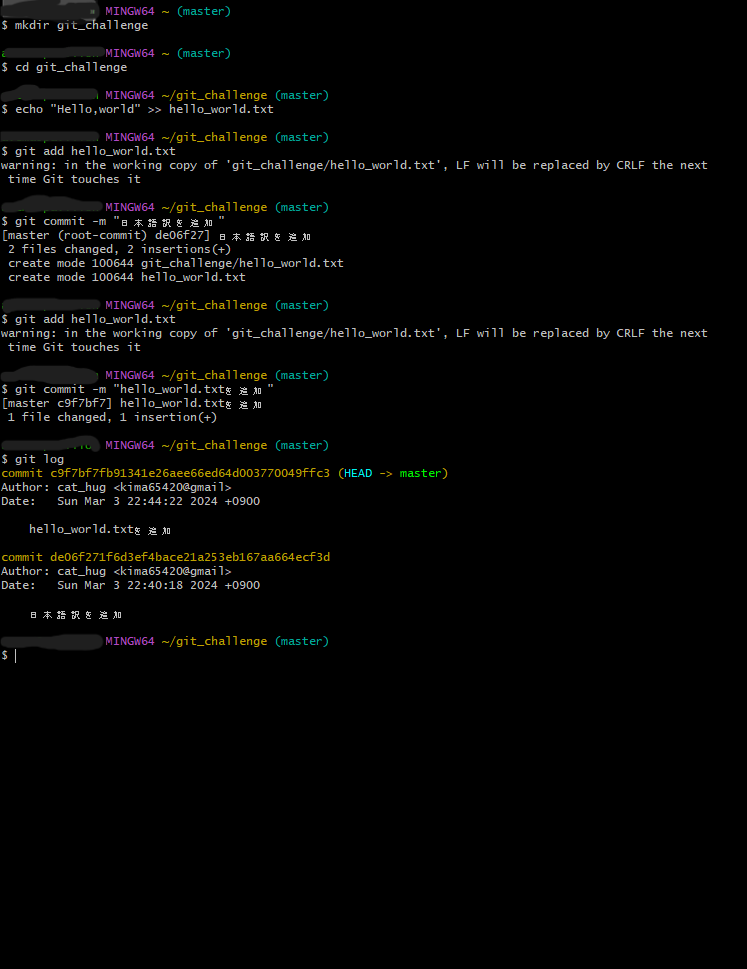 MINGW64 ~ (master)
$ mkdir git_challenge
MINGW64 ~ (master)
$ cd git_challenge
MINGW64 ~/git_challenge (master)
$ echo "Hello,world" >> hello_world.txt
MINGW64 ~/git_challenge (master)
$ git add hello_world.txt
warning: in the working copy of 'git_challenge/hello_world.txt', LF will be replaced by CRLF the next
time Git touches it
MINGW64 ~/git_challenge (master)
$ git commit -m "日本語訳を追加"
[master (root-commit) de06f27] 日本語訳を追加
2 files changed, 2 insertions(+)
create mode 100644 git_challenge/hello_world.txt
create mode 100644 hello_world.txt
MINGW64 ~/git_challenge (master)
$ git add hello_world.txt
warning: in the working copy of 'git_challenge/hello_world.txt', LF will be replaced by CRLF the next
time Git touches it
MINGW64 ~/git_challenge (master)
$ git commit -m "hello_world.txtを追加"
[master c9f7bf7] hello_world.txtを追加
1 file changed, 1 insertion(+)
MINGW64 ~/git_challenge (master)
$ git log
commit c9f7bf7fb91341e26aee66ed64d003770049ffc3 (HEAD -> master)
Author: cat_hug <kima65420@gmail>
Date:   Sun Mar 3 22:44:22 2024 +0900
hello_world.txtを追加
commit de06f271f6d3ef4bace21a253eb167aa664ecf3d
Author: cat_hug <kima65420@gmail>
Date:   Sun Mar 3 22:40:18 2024 +0900
日本語訳を追加
MINGW64 ~/git_challenge (master)
$